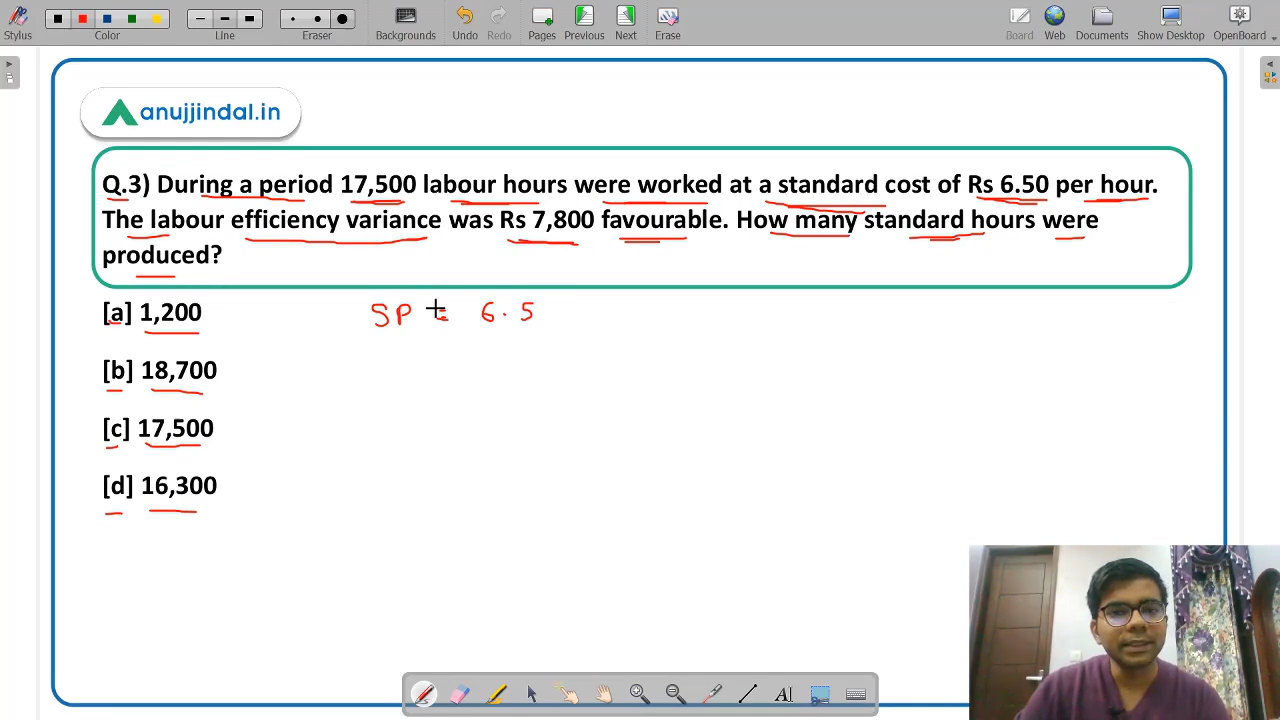 Stylus
Color
Line
Eraser
Backgrounds
Undo
Redo
Pages
Previous
Next
Erase
Board
Web
Documents
Show Desktop
OpenBoard
anujjindal.in
Q.3) During a period 17,500 labour hours were worked at a standard cost of Rs 6.50 per hour.
The labour efficiency variance was Rs 7,800 favourable. How many standard hours were
produced?
[a] 1,200
SP = 6.5
[b] 18,700
[c] 17,500
[d] 16,300